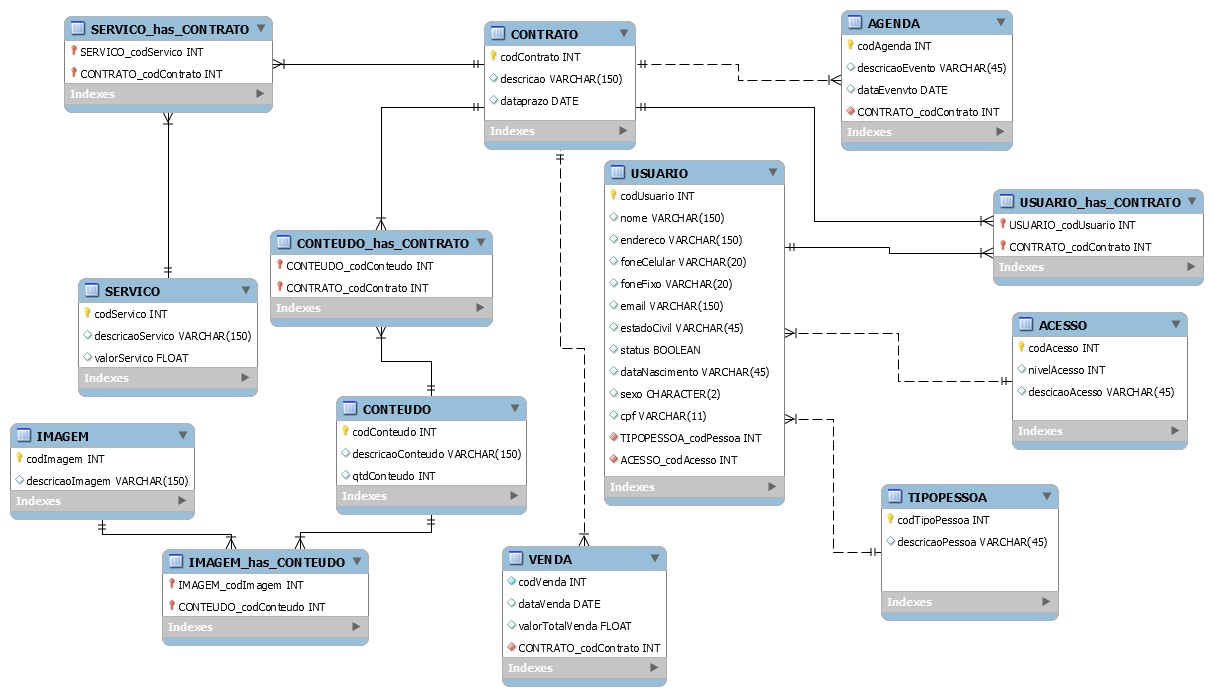 SERVICO_has_CONTRATO
SERVICO_codServico INT
CONTRATO_codContrato INT
Indexes
CONTRATO
codContrato INT
descricao VARCHAR(150)
dataprazo DATE
Indexes
AGENDA
codAgenda INT
descricaoEvento VARCHAR(45)
dataEvenvto DATE
CONTRATO_codContrato INT
Indexes
USUARIO
codUsuario INT
nome VARCHAR(150)
endereco VARCHAR(150)
foneCelular VARCHAR(20)
foneFixo VARCHAR(20)
email VARCHAR(150)
estadoCivil VARCHAR(45)
status BOOLEAN
dataNascimento VARCHAR(45)
sexo CHARACTER(2)
cpf VARCHAR(11)
TIPOPESSOA_codPessoa INT
ACESSO_codAcesso INT
Indexes
USUARIO_has_CONTRATO
USUARIO_codUsuario INT
CONTRATO_codContrato INT
Indexes
CONTEUDO_has_CONTRATO
CONTEUDO_codConteudo INT
CONTRATO_codContrato INT
Indexes
SERVICO
codServico INT
descricaoServico VARCHAR(150)
valorServico FLOAT
Indexes
ACESSO
codAcesso INT
nivelAcesso INT
descicaoAcesso VARCHAR(45)
Indexes
CONTEUDO
codConteudo INT
descricaoConteudo VARCHAR(150)
qtdConteudo INT
Indexes
IMAGEM
codImagem INT
descricaoImagem VARCHAR(150)
Indexes
TIPOPESSOA
codTipoPessoa INT
descricaoPessoa VARCHAR(45)
Indexes
IMAGEM_has_CONTEUDO
IMAGEM_codImagem INT
CONTEUDO_codConteudo INT
Indexes
VENDA
codVenda INT
dataVenda DATE
valorTotalVenda FLOAT
CONTRATO_codContrato INT
Indexes